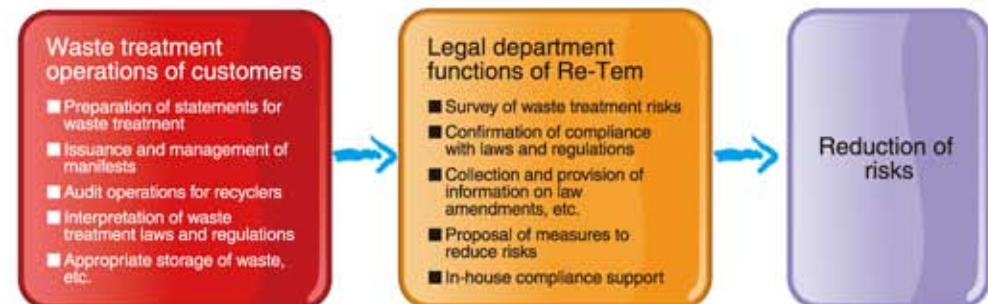 Waste treatment
operations of customers
■ Preparation of statements for
waste treatment
■ Issuance and management of
manifests
■ Audit operations for recyclers
■ Interpretation of waste
treatment laws and regulations
■ Appropriate storage of waste,
etc.
Legal department
functions of Re-Tem
■ Survey of waste treatment risks
■ Confirmation of compliance
with laws and regulations
■ Collection and provision of
information on law
amendments, etc.
■ Proposal of measures to
reduce risks
■ In-house compliance support
Reduction of
risks